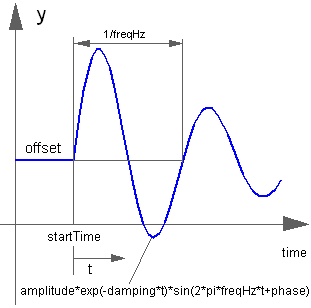 y
1/freqHz
offset
startTime
time
t
amplitude*exp(-damping*t)*sin(2*pi*freqHz*t+phase)